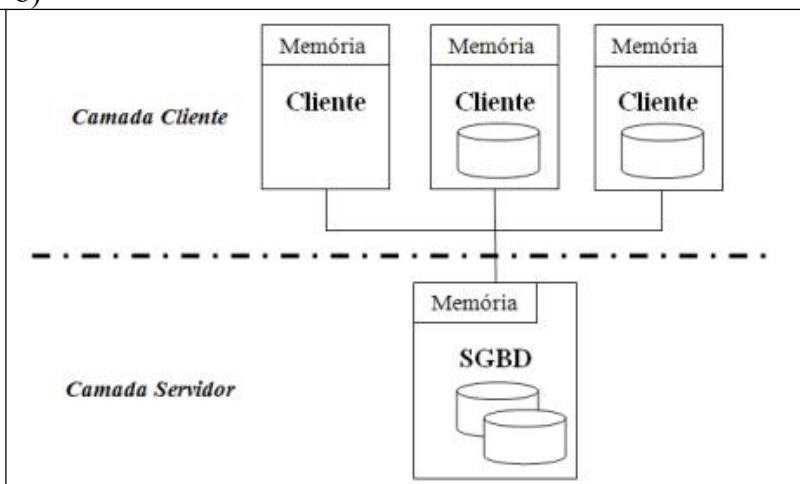 Memória
Memória
Memória
Cliente
Cliente
Cliente
Camada Cliente
Memória
SGBD
Camada Servidor